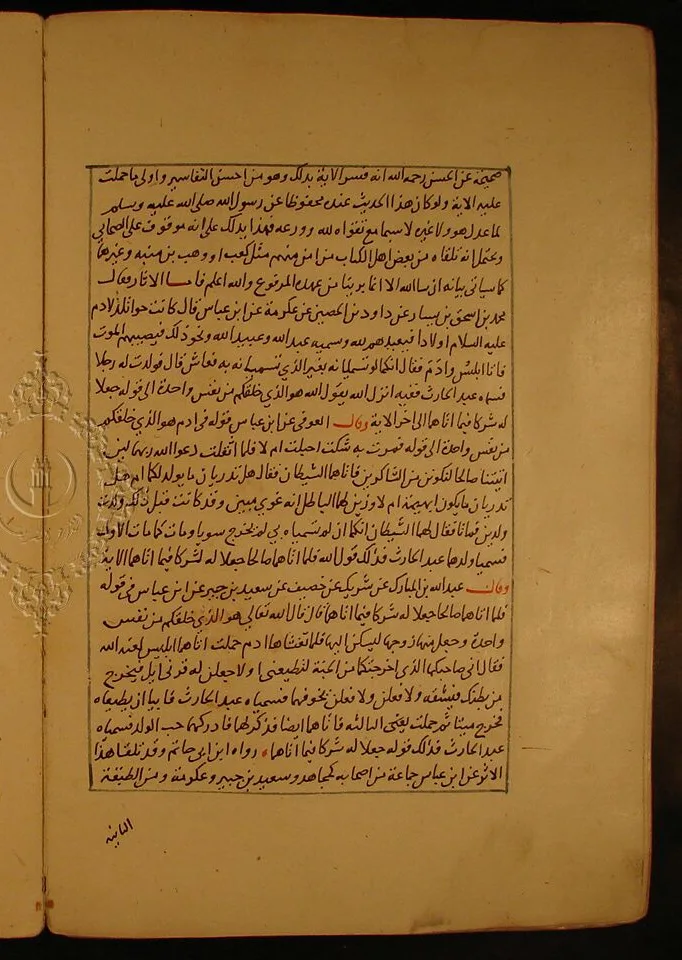 صحيحة عن الحسن رحمه الله انه فسر الاية بذلك وهو من احسن التفاسير واولى ما حملت
عليه الاية ولو كان هذا الحديث عنده محفوظا عن رسول الله صلى الله عليه وسلم
لما عدل هو ولا غيره لا سيما مع تقواه لله وورعه فهذا يدلك على انه موقوف على الصحابي
ويحتمل انه تلقاه من بعض اهل الكتاب من امن منهم مثل كعب او وهب بن منبه وغيرهما
كما سياتي بيانه ان شا الله الا اننا برينا من عهدة المرفوع والله اعلم فاما الاثار فقال
محمد بن اسحق بن يسار عن داود بن الحصين عن عكرمة عن ابن عباس قال كانت حوا تلد لادم
عليه السلام اولادا فيعبدهم لله وسميه عبد الله وعبيد الله ونحو ذلك فيصيبهم الموت
فاتاها ابليس وادم فقال انكما لو تسميانه بغير الذي تسميانه به لعاش قال فولدت له رجلا
فسماه عبد الحارث ففيه انزل الله يقول الله هو الذي خلقكم من نفس واحدة الى قوله جعلا
له شركا فيما اتاهما الى اخر الاية وقال العوفي عن ابن عباس قوله في ادم هو الذي خلقكم
من نفس واحدة الى قوله فمرت به شكت احبلت ام لا فلما اثقلت دعوا الله ربهما لين
اتيتنا صالحا لنكونن من الشاكرين فاتاهما الشيطان فقال هل تدريان ما يولد لكما ام هل
تدريان ما يكون ابهيمة ام لا وزين لهما الباطل انه غوي مبين وقد كانت قبل ذلك ولدت
ولدين فماتا فقال لهما الشيطان انكما ان لم تسمياه بي لم يخرج سويا ومات كما مات الاول
فسميا ولدهما عبد الحارث فذلك قول الله فلما اتاهما صالحا جعلا له شركا فيما اتاهما الاية
وقال عبد الله بن المبارك عن شريك عن خصيف عن سعيد بن جبير عن ابن عباس في قوله
فلما اتاهما صالحا جعلا له شركا فيما اتاهما قال قال الله تعالى هو الذي خلقكم من نفس
واحدة وجعل منها زوجها ليسكن اليها فلما تغشاها ادم حملت اتاهما ابليس لعنه الله
فقال اني صاحبكما الذي اخرجتكما من الجنة لتطيعني او لاجعلن له قرني ايل فيخرج
من بطنك فيشقه ولافعلن ولافعلن يخوفهما فسمياه عبد الحارث فابيا ان يطيعاه
فخرج ميتا ثم حملت يعني الثالثة فاتاهما ايضا فذكر لهما فادركهما حب الولد فسمياه
عبد الحارث فذلك قوله جعلا له شركا فيما اتاهما رواه ابن ابي حاتم وقد تلقا هذا
الاثر عن ابن عباس جماعة من اصحابه كمجاهد وسعيد بن جبير وعكرمة ومن الطبقة
الثانية